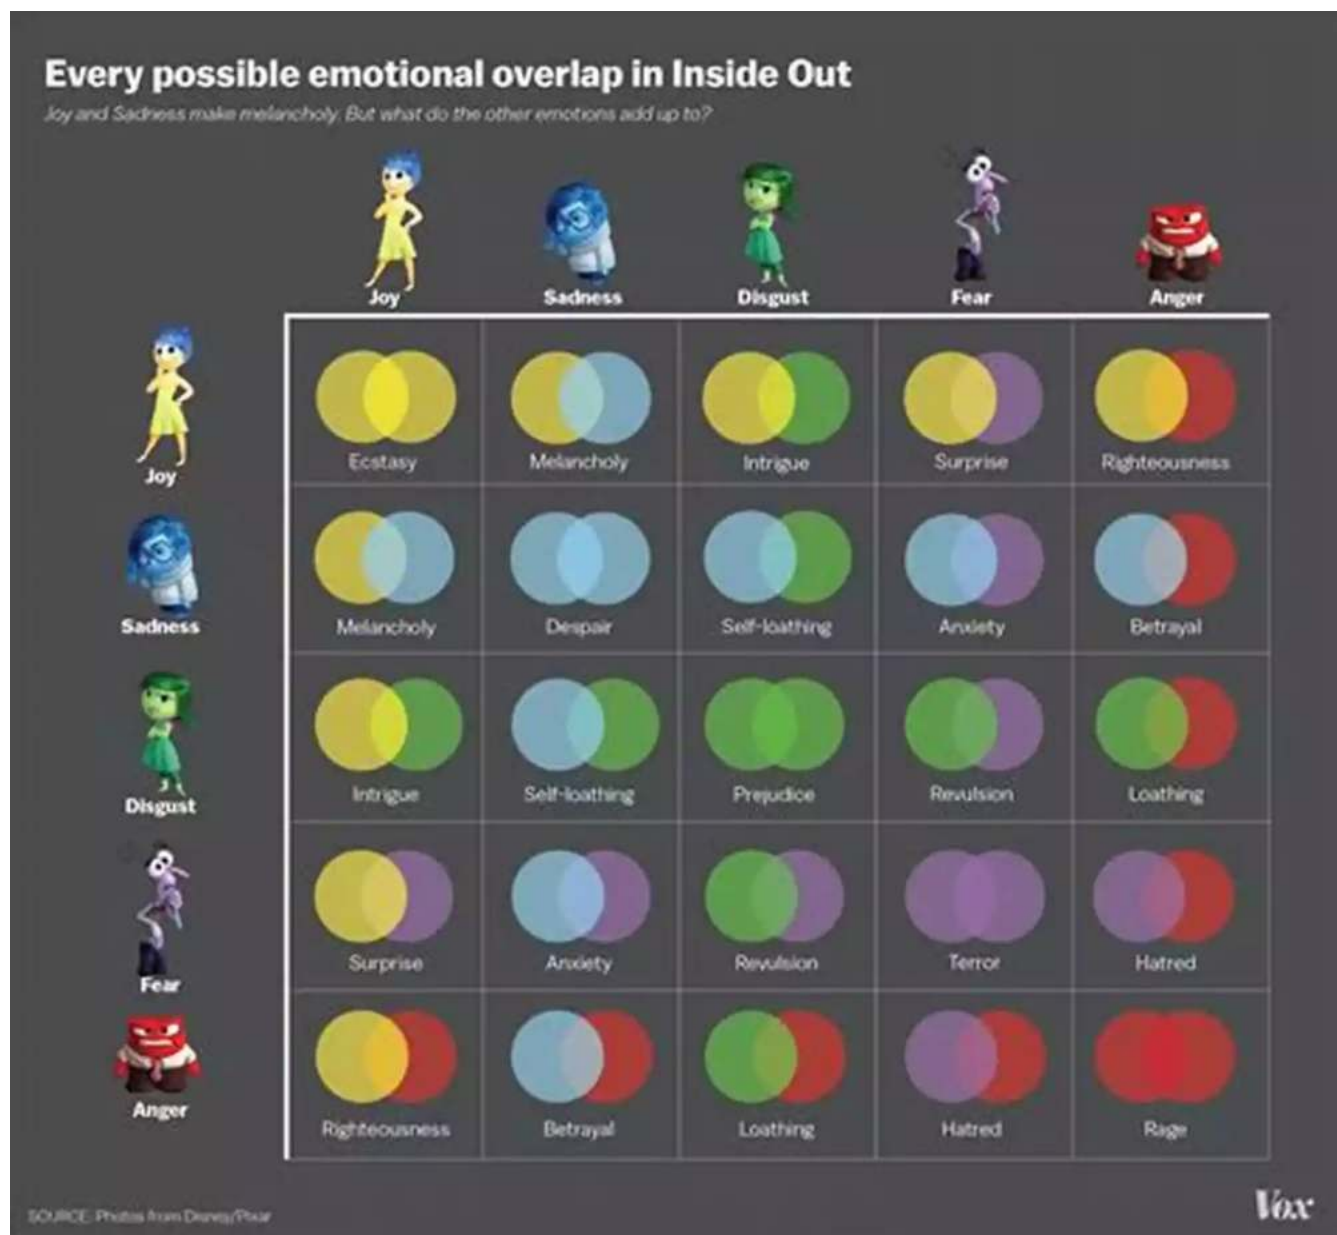 Every possible emotional overlap in Inside Out
Joy and Sadness make melancholy. But what do the other emotions add up to?
Joy Sadness Disgust Fear Anger
Joy
Ecstasy Melancholy Intrigue Surprise Righteousness
Sadness
Melancholy Despair Self-loathing Anxiety Betrayal
Disgust
Intrigue Self-loathing Prejudice Revulsion Loathing
Fear
Surprise Anxiety Revulsion Terror Hatred
Anger
Righteousness Betrayal Loathing Hatred Rage
SOURCE: Photos from Disney/Pixar
Vox